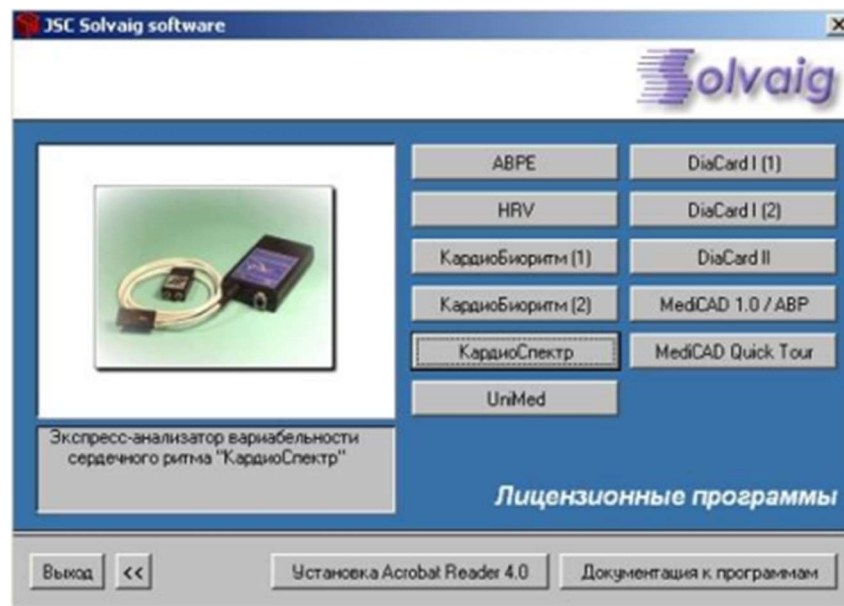 JSC Solvaig software
Solvaig
ABPE
DiaCard I (1)
HRV
DiaCard I (2)
КардиоБиоритм (1)
DiaCard II
КардиоБиоритм (2)
MediCAD 1.0 / ABP
КардиоСпектр
MediCAD Quick Tour
UniMed
Экспресс-анализатор вариабельности
сердечного ритма "КардиоСпектр"
Лицензионные программы
Выход
<<
Установка Acrobat Reader 4.0
Документация к программам